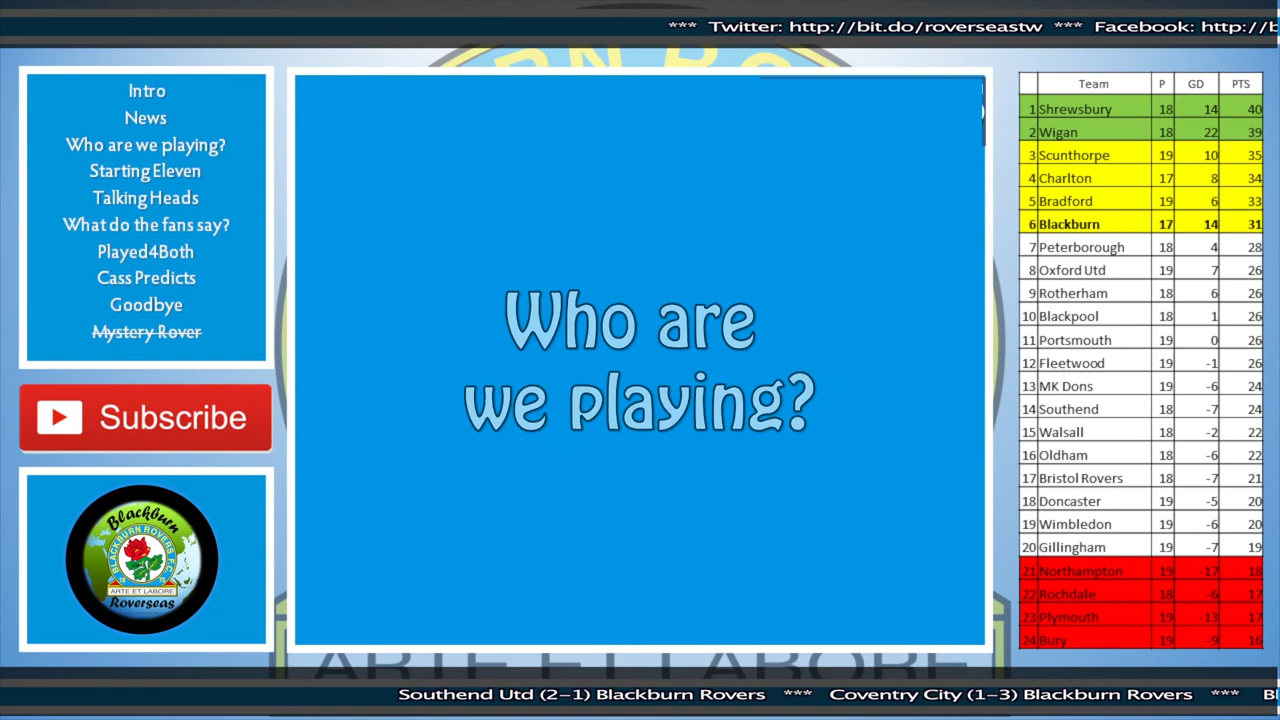 *** Twitter: http://bit.do/roverseastw *** Facebook: http://b
Intro
News
Who are we playing?
Starting Eleven
Talking Heads
What do the fans say?
Played4Both
Cass Predicts
Goodbye
Mystery Rover
Subscribe
Blackburn
BLACKBURN ROVERS F.C.
18 75
ARTE ET LABORE
Roverseas
Who are
we playing?
ARTE ET LABORE
Team P GD PTS
1 Shrewsbury 18 14 40
2 Wigan 18 22 39
3 Scunthorpe 19 10 35
4 Charlton 17 8 34
5 Bradford 19 6 33
6 Blackburn 17 14 31
7 Peterborough 18 4 28
8 Oxford Utd 19 7 26
9 Rotherham 18 6 26
10 Blackpool 18 1 26
11 Portsmouth 19 0 26
12 Fleetwood 19 -1 26
13 MK Dons 19 -6 24
14 Southend 18 -7 24
15 Walsall 18 -2 22
16 Oldham 18 -6 22
17 Bristol Rovers 18 -7 21
18 Doncaster 19 -5 20
19 Wimbledon 19 -6 20
20 Gillingham 19 -7 19
21 Northampton 19 -17 18
22 Rochdale 18 -6 17
23 Plymouth 19 -13 17
24 Bury 19 -9 16
Southend Utd (2-1) Blackburn Rovers *** Coventry City (1-3) Blackburn Rovers *** Bl